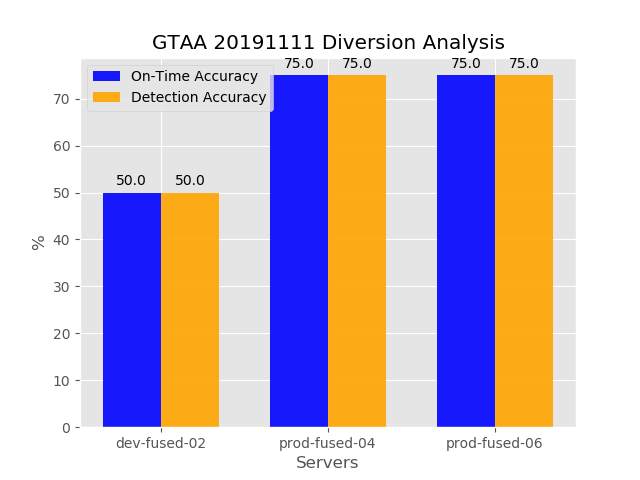 GTAA 20191111 Diversion Analysis
On-Time Accuracy
Detection Accuracy
50.0 50.0 75.0 75.0 75.0 75.0
70
60
50
40
30
20
10
0
%
dev-fused-02 prod-fused-04 prod-fused-06
Servers